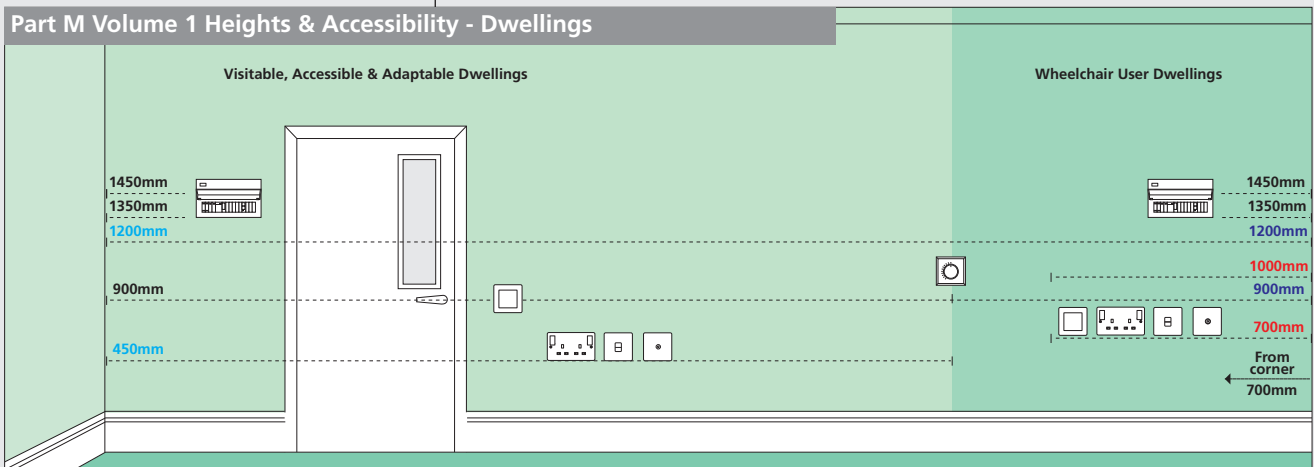 Part M Volume 1 Heights & Accessibility - Dwellings
Visitable, Accessible & Adaptable Dwellings
Wheelchair User Dwellings
1450mm
1350mm
1200mm
900mm
450mm
1450mm
1350mm
1200mm
1000mm
900mm
700mm
From
corner
700mm